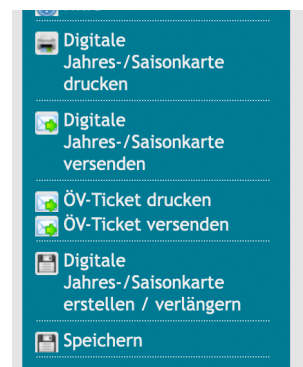 Digitale
Jahres-/Saisonkarte
drucken
Digitale
Jahres-/Saisonkarte
versenden
ÖV-Ticket drucken
ÖV-Ticket versenden
Digitale
Jahres-/Saisonkarte
erstellen / verlängern
Speichern